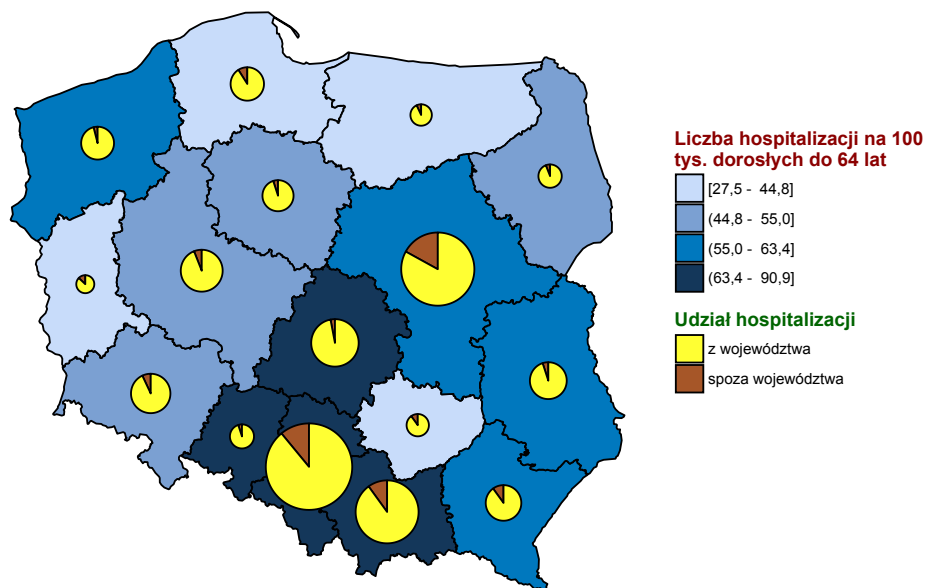 Liczba hospitalizacji na 100
tys. dorosłych do 64 lat
[27,5 - 44,8]
(44,8 - 55,0]
(55,0 - 63,4]
(63,4 - 90,9]
Udział hospitalizacji
z województwa
spoza województwa